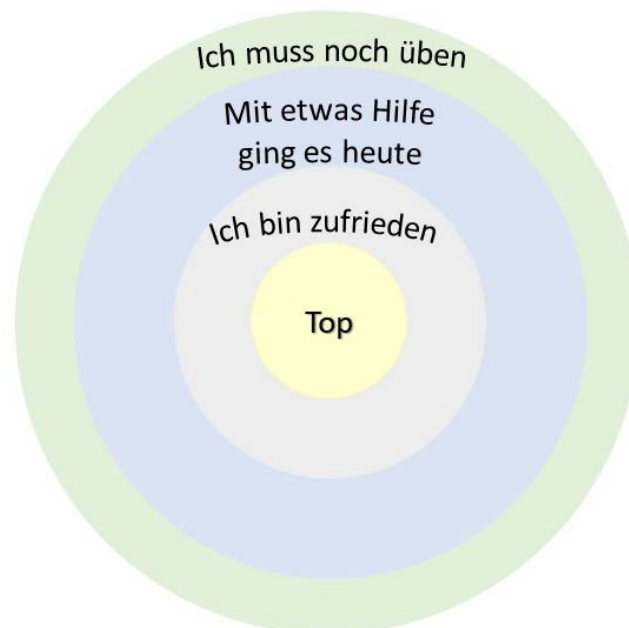 Ich muss noch üben
Mit etwas Hilfe
ging es heute
Ich bin zufrieden
Top